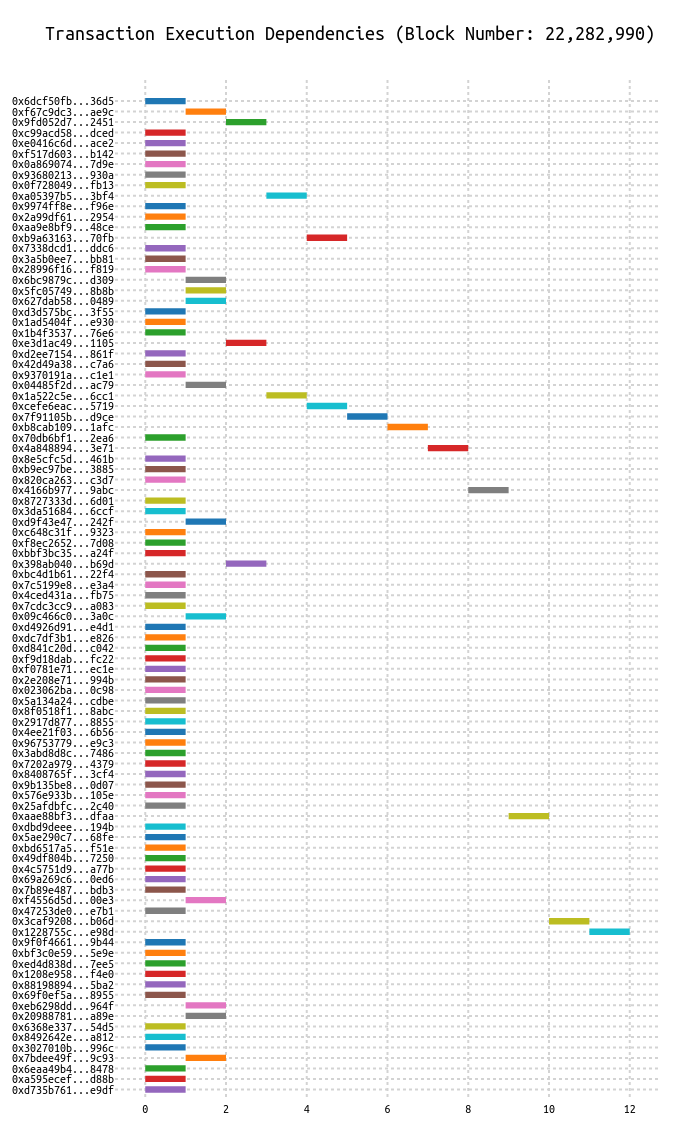 Transaction Execution Dependencies (Block Number: 22,282,990)
0x6dcf50fb...36d5
0xf67c9dc3...ae9c
0x9fd052d7...2451
0xc99acd58...dced
0xe0416c6d...ace2
0xf517d603...b142
0x0a869074...7d9e
0x93680213...930a
0x0f728049...fb13
0xa05397b5...3bf4
0x9974ff8e...f96e
0x2a99df61...2954
0xaa9e8bf9...48ce
0xb9a63163...70fb
0x7338dcd1...ddc6
0x3a5b0ee7...bb81
0x28996f16...f819
0x6bc9879c...d309
0x5fc05749...8b8b
0x627dab58...0489
0xd3d575bc...3f55
0x1ad5404f...e930
0x1b4f3537...76e6
0xe3d1ac49...1105
0xd2ee7154...861f
0x42d49a38...c7a6
0x9370191a...c1e1
0x04485f2d...ac79
0x1a522c5e...6cc1
0xcefe6eac...5719
0x7f91105b...d9ce
0xb8cab109...1afc
0x70db6bf1...2ea6
0x4a848894...3e71
0x8e5cfc5d...461b
0xb9ec97be...3885
0x820ca263...c3d7
0x4166b977...9abc
0x8727333d...6d01
0x3da51684...6ccf
0xd9f43e47...242f
0xc648c31f...9323
0xf8ec2652...7d08
0xbbf3bc35...a24f
0x398ab040...b69d
0xbc4d1b61...22f4
0x7c5199e8...e3a4
0x4ced431a...fb75
0x7cdc3cc9...a083
0x09c466c0...3a0c
0xd4926d91...e4d1
0xdc7df3b1...e826
0xd841c20d...c042
0xf9d18dab...fc22
0xf0781e71...ec1e
0x2e208e71...994b
0x023062ba...0c98
0x5a134a24...cdbe
0x8f0518f1...8abc
0x2917d877...8855
0x4ee21f03...6b56
0x96753779...e9c3
0x3abd8d8c...7486
0x7202a979...4379
0x8408765f...3cf4
0x9b135be8...0d07
0x576e933b...105e
0x25afdbfc...2c40
0xaae88bf3...dfaa
0xdbd9deee...194b
0x5ae290c7...68fe
0xbd6517a5...f51e
0x49df804b...7250
0x4c5751d9...a77b
0x69a269c6...0ed6
0x7b89e487...bdb3
0xf4556d5d...00e3
0x47253de0...e7b1
0x3caf9208...b06d
0x1228755c...e98d
0x9f0f4661...9b44
0xbf3c0e59...5e9e
0xed4d838d...7ee5
0x1208e958...f4e0
0x88198894...5ba2
0x69f0ef5a...8955
0xeb6298dd...964f
0x20988781...a89e
0x6368e337...54d5
0x8492642e...a812
0x3027010b...996c
0x7bdee49f...9c93
0x6eaa49b4...8478
0xa595ecef...d88b
0xd735b761...e9df
0 2 4 6 8 10 12